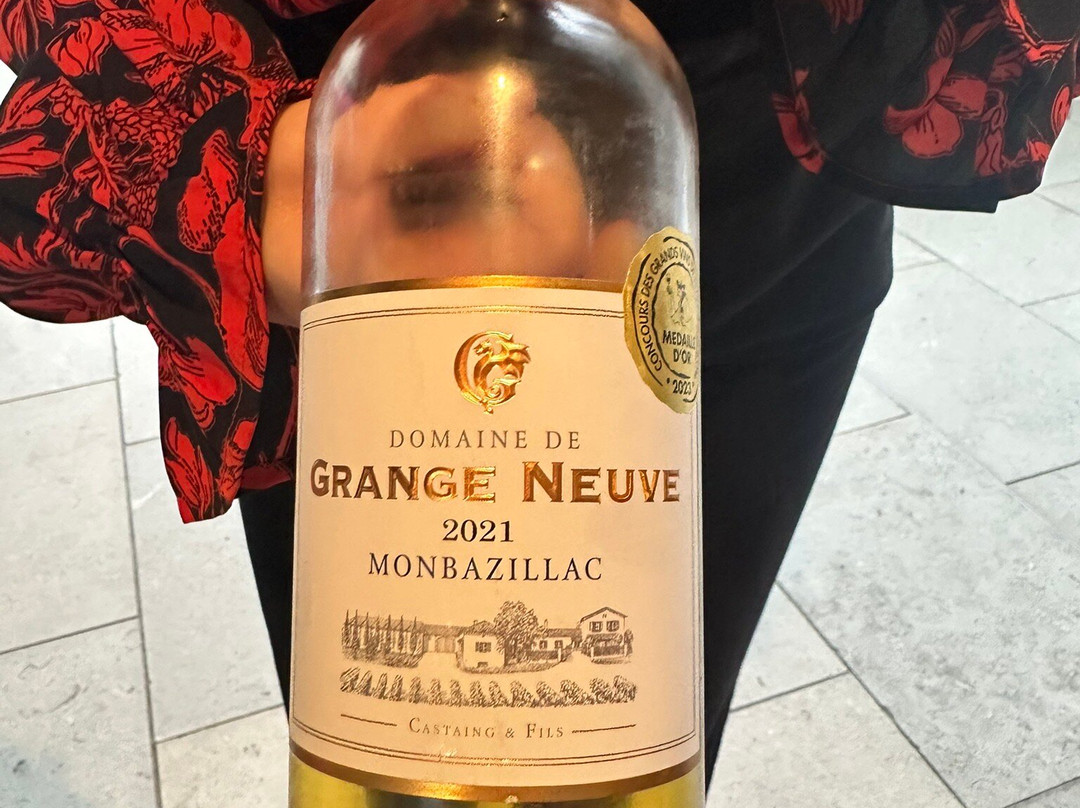 DOMAINE DE
GRANGE NEUVE
2021
MONBAZILLAC
CASTAING & FILS
CONCOURS DES GRANDS VINS
MEDAILLE
D'OR
2023